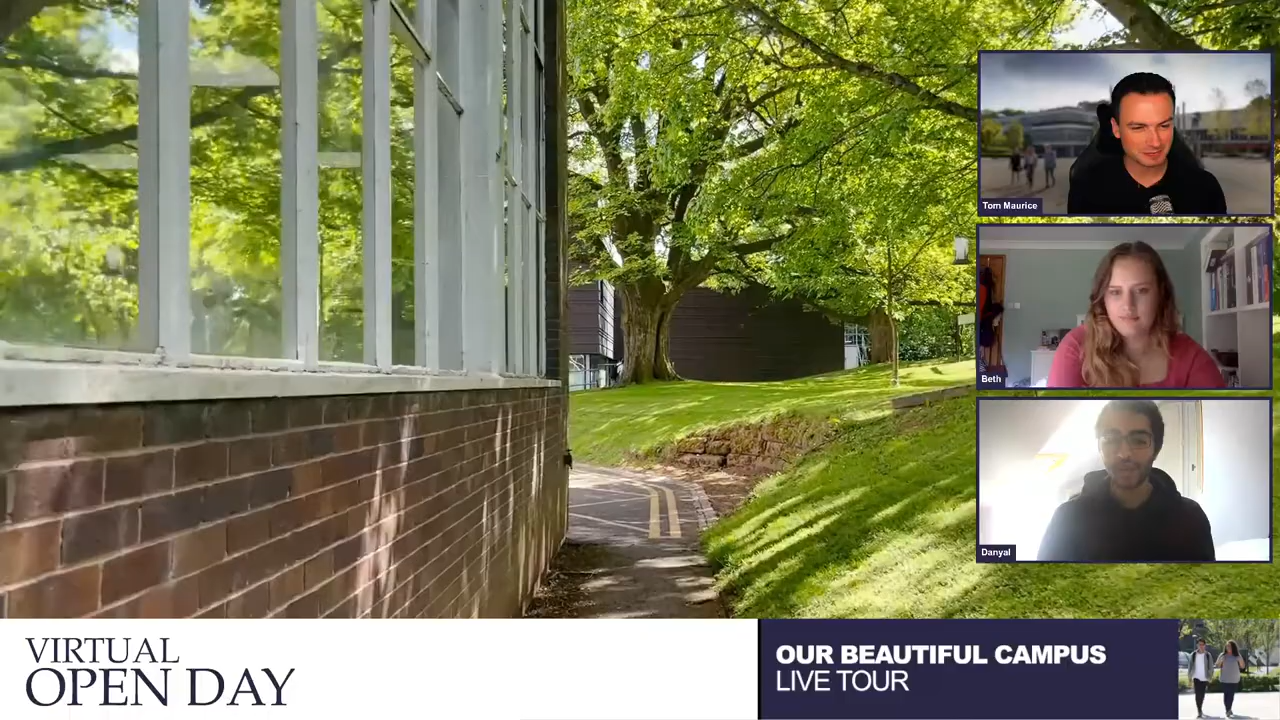 Tom Maurice
Beth
Danyal
VIRTUAL
OPEN DAY
OUR BEAUTIFUL CAMPUS
LIVE TOUR